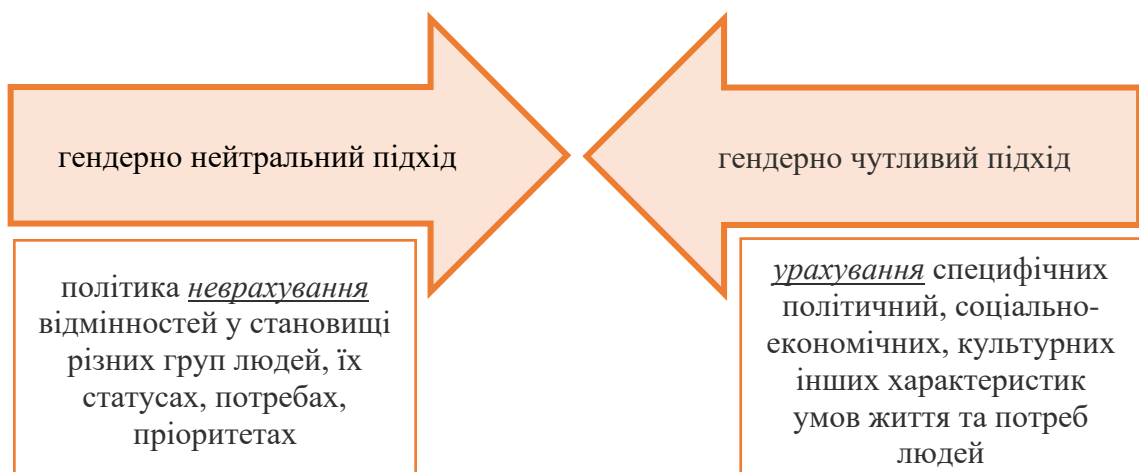 гендерно нейтральний підхід
гендерно чутливий підхід
політика неврахування
відмінностей у становищі
різних груп людей, їх
статусах, потребах,
пріоритетах
урахування специфічних
політичний, соціально-
економічних, культурних
інших характеристик
умов життя та потреб
людей